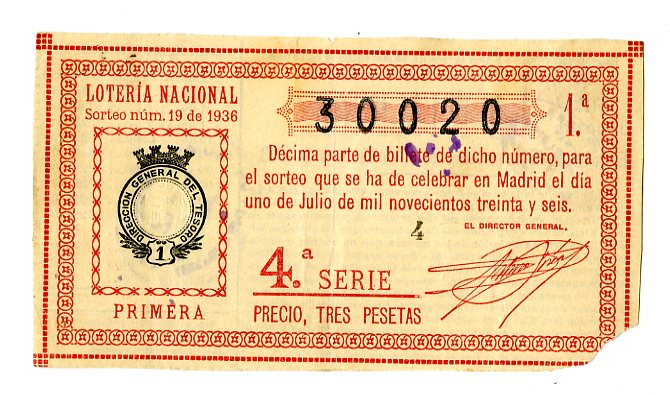 LOTERÍA NACIONAL
Sorteo núm. 19 de 1936
30020
1.ª
Décima parte de billete de dicho número, para
el sorteo que se ha de celebrar en Madrid el día
uno de Julio de mil novecientos treinta y seis.
4
EL DIRECTOR GENERAL.
DIRECCION GENERAL DEL TESORO
1
4.ª SERIE
PRIMERA
PRECIO, TRES PESETAS